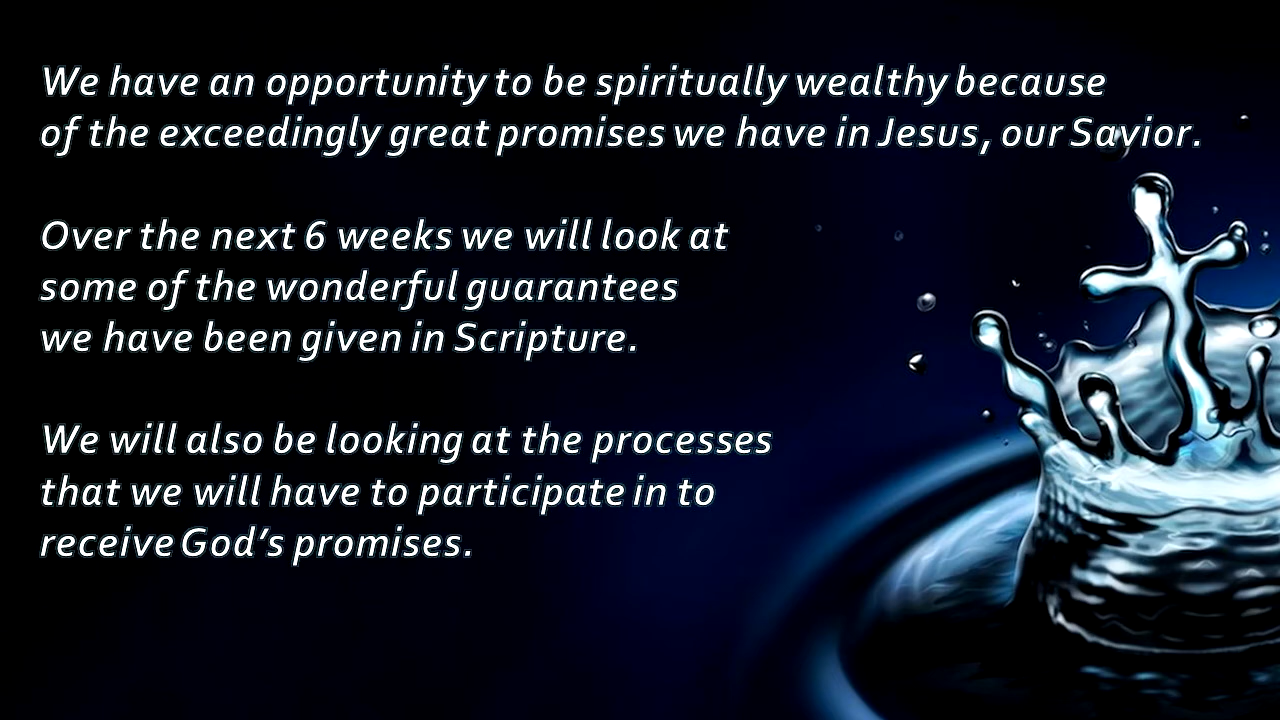 We have an opportunity to be spiritually wealthy because
of the exceedingly great promises we have in Jesus, our Savior.
Over the next 6 weeks we will look at
some of the wonderful guarantees
we have been given in Scripture.
We will also be looking at the processes
that we will have to participate in to
receive God’s promises.